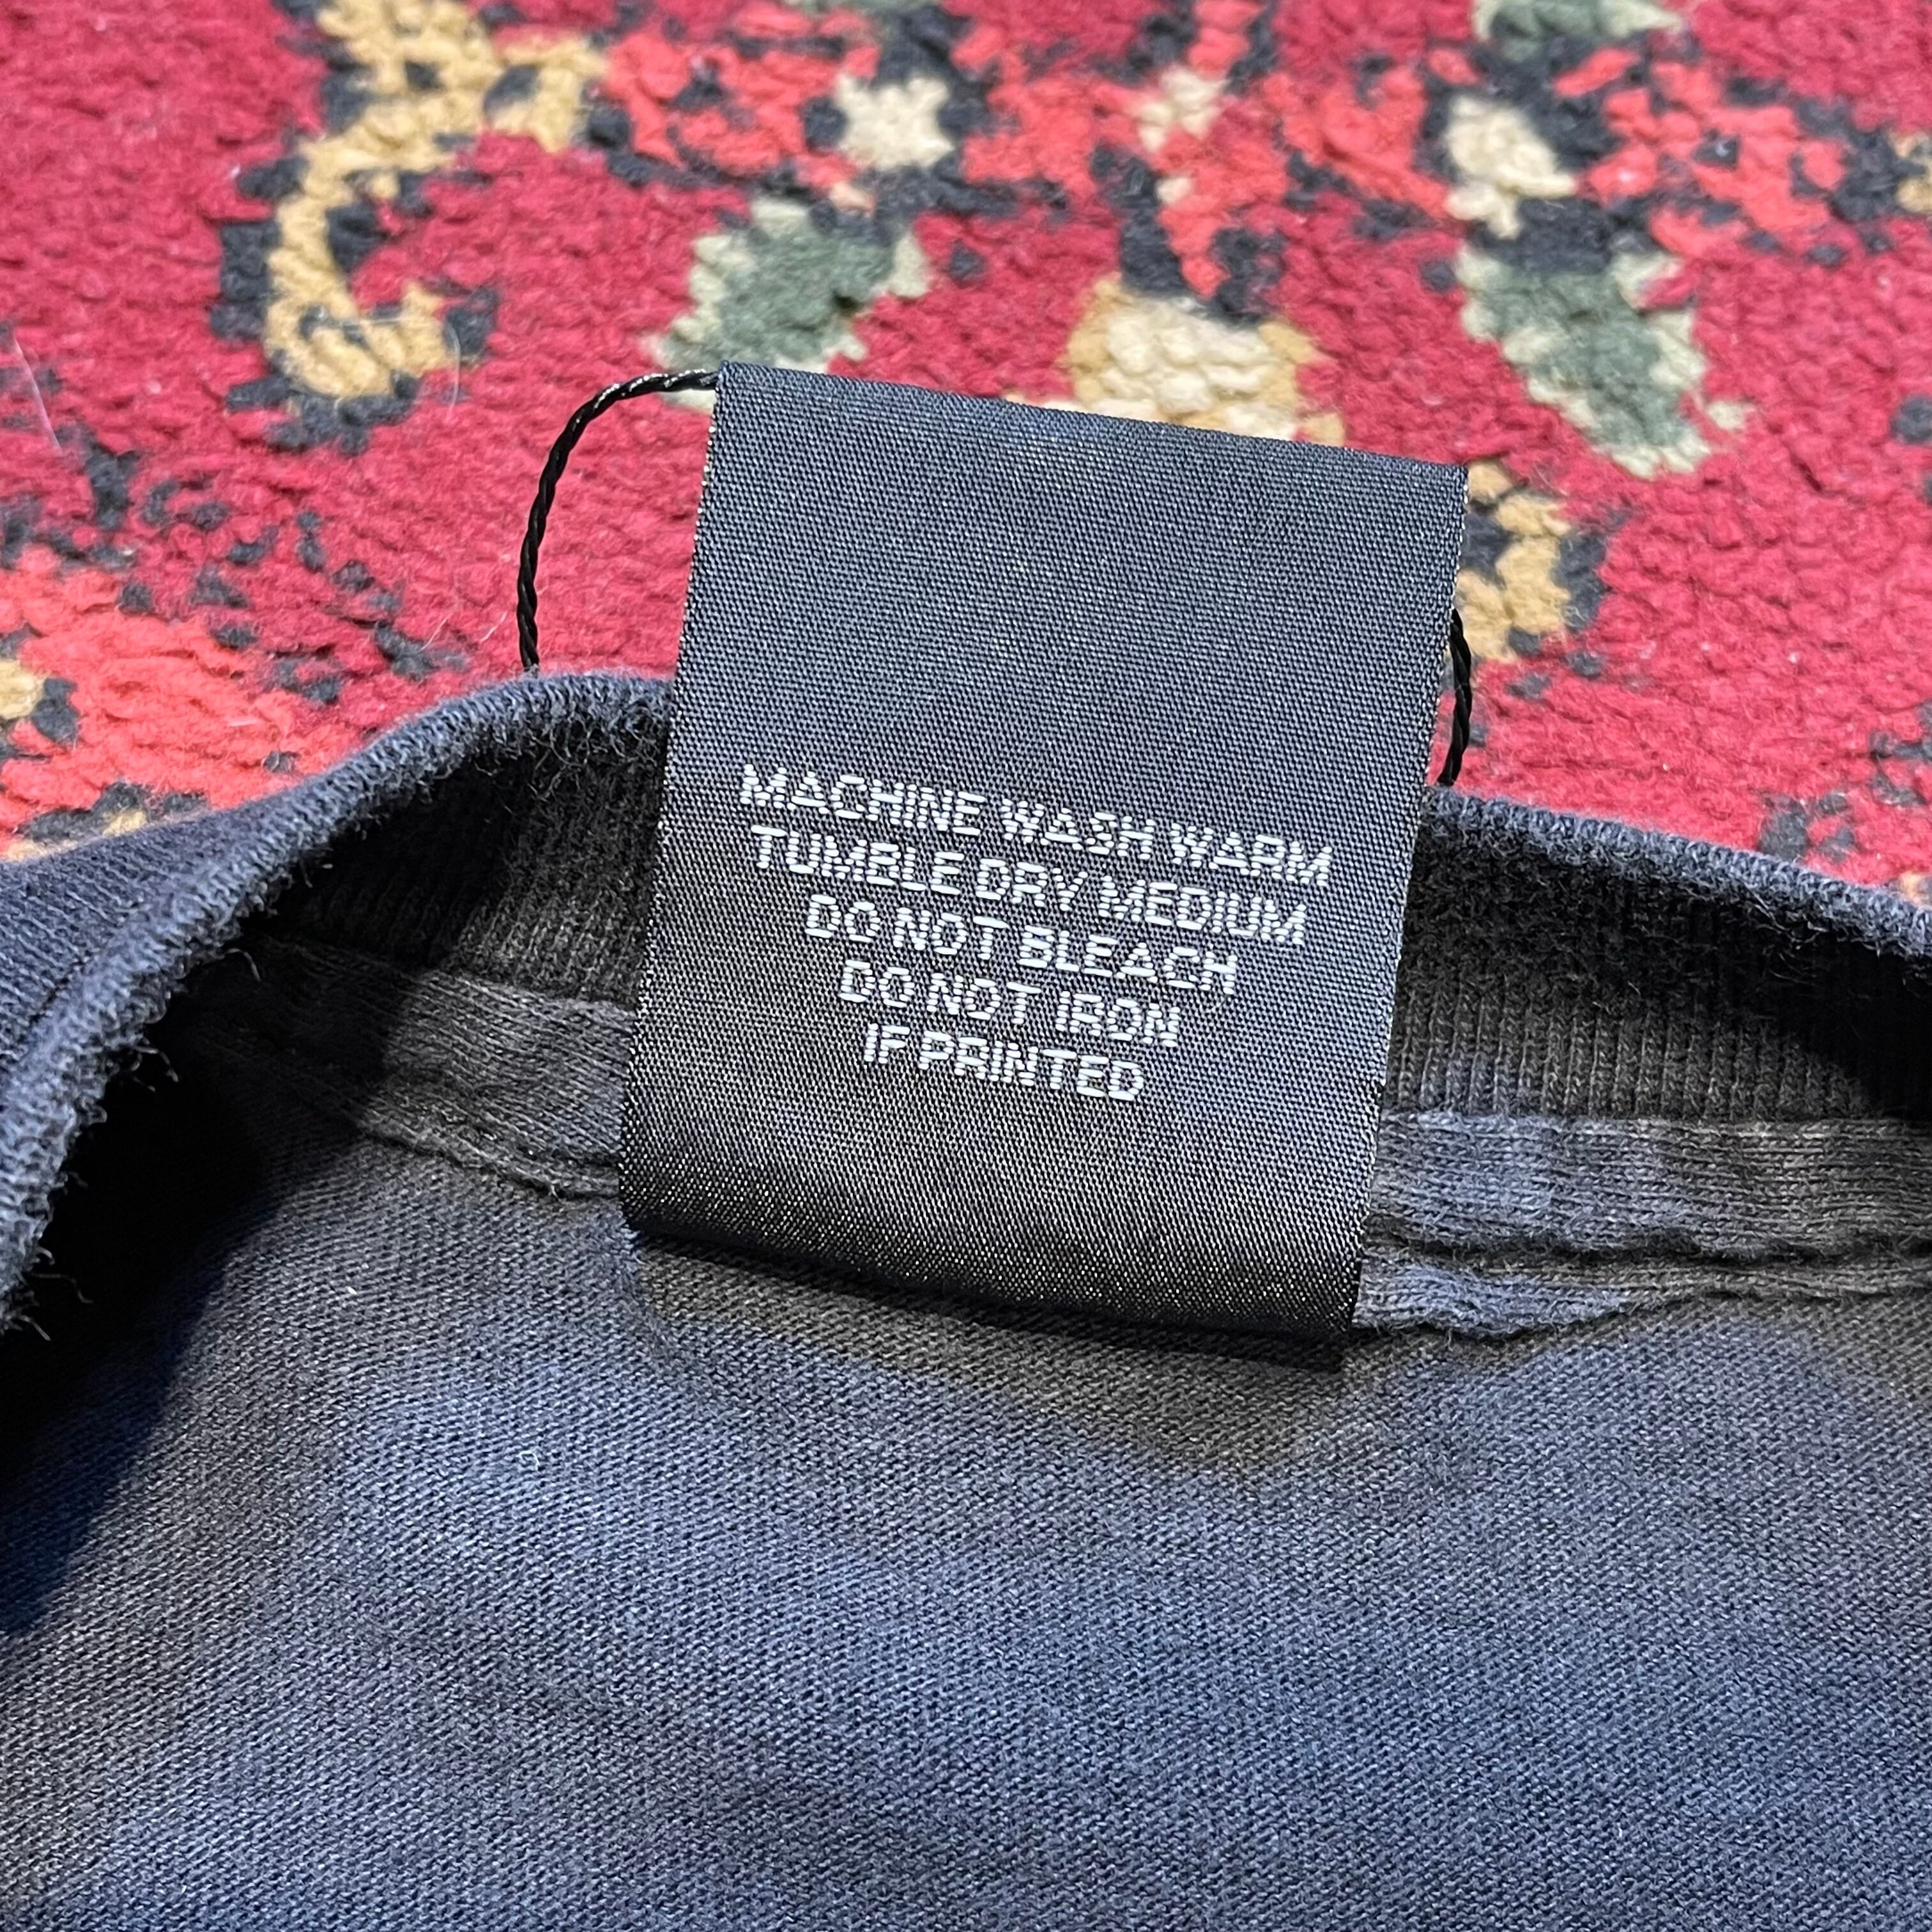 MACHINE WASH WARM
TUMBLE DRY MEDIUM
DO NOT BLEACH
DO NOT IRON
IF PRINTED